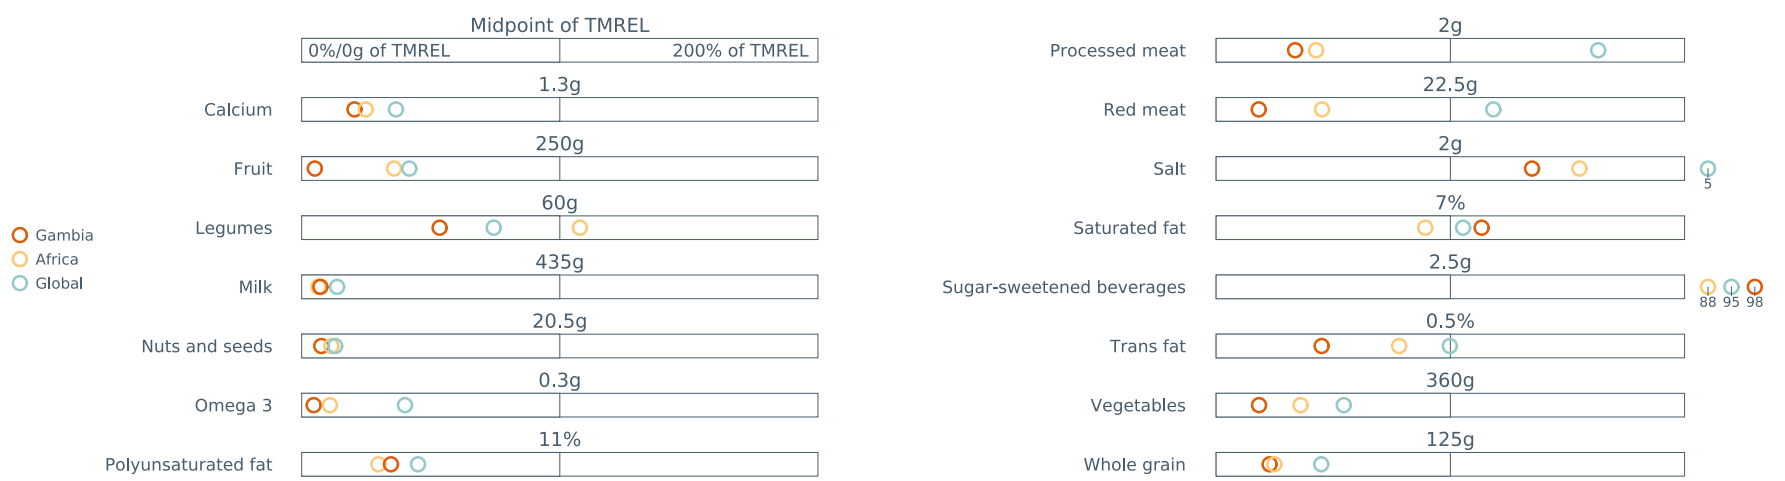 Midpoint of TMREL
0%/0g of TMREL 200% of TMREL
1.3g
Calcium
250g
Fruit
60g
Legumes
435g
Milk
20.5g
Nuts and seeds
0.3g
Omega 3
11%
Polyunsaturated fat
Gambia
Africa
Global
2g
Processed meat
22.5g
Red meat
2g
Salt
5
7%
Saturated fat
2.5g
Sugar-sweetened beverages
88 95 98
0.5%
Trans fat
360g
Vegetables
125g
Whole grain